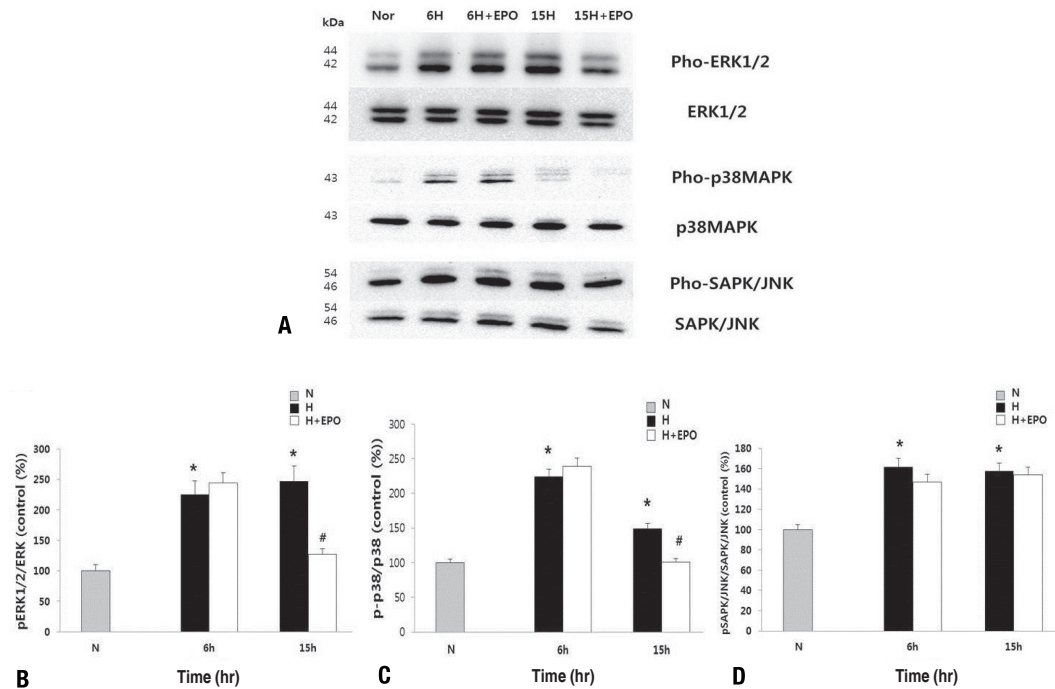 kDa Nor 6H 6H+EPO 15H 15H+EPO
44
42
Pho-ERK1/2
44
42
ERK1/2
43
Pho-p38MAPK
43
p38MAPK
54
46
Pho-SAPK/JNK
54
46
SAPK/JNK
A
N
H
H+EPO
pERK1/2/ERK (control (%))
300
250
200
150
100
50
0
*
*
#
N 6h 15h
B Time (hr)
N
H
H+EPO
p-p38/p38 (control (%))
300
250
200
150
100
50
0
*
*
#
N 6h 15h
C Time (hr)
N
H
H+EPO
pSAPK/JNK/SAPK/JNK (control (%))
180
160
140
120
100
80
60
40
20
0
*
*
N 6h 15h
D Time (hr)